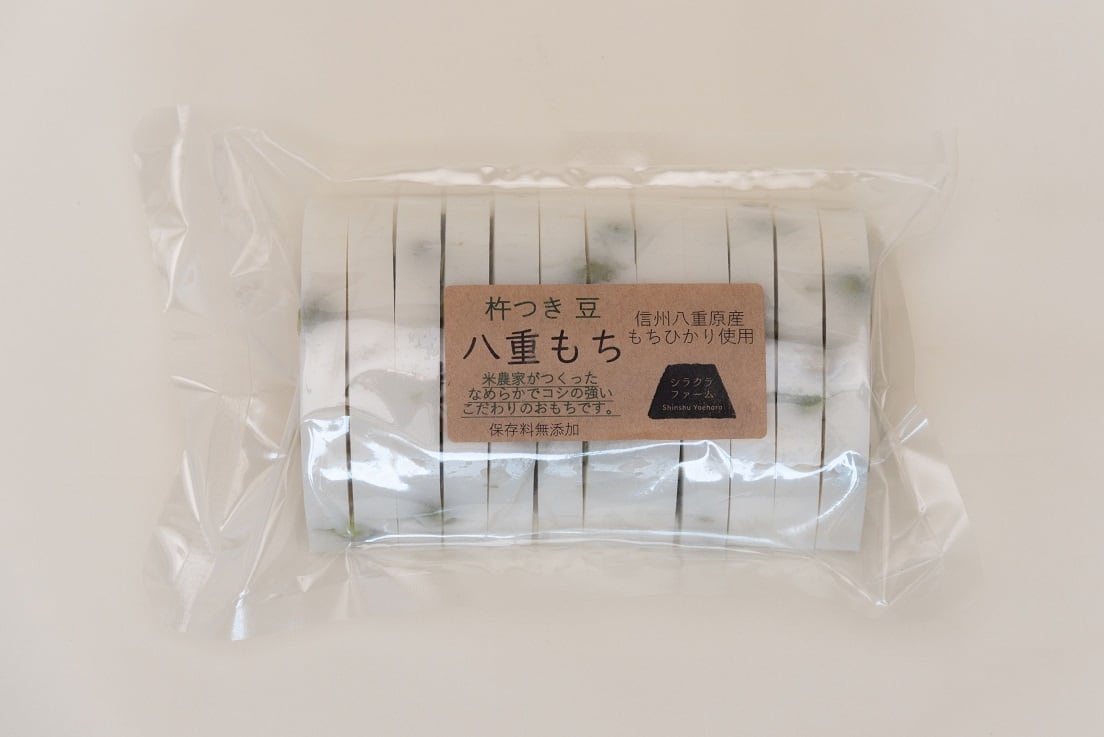 杵つき 豆
八重もち
米農家がつくった
なめらかでコシの強い
こだわりのおもちです。
保存料無添加
信州八重原産
もちひかり使用
シラクラ
ファーム
Shinshu Yaehara